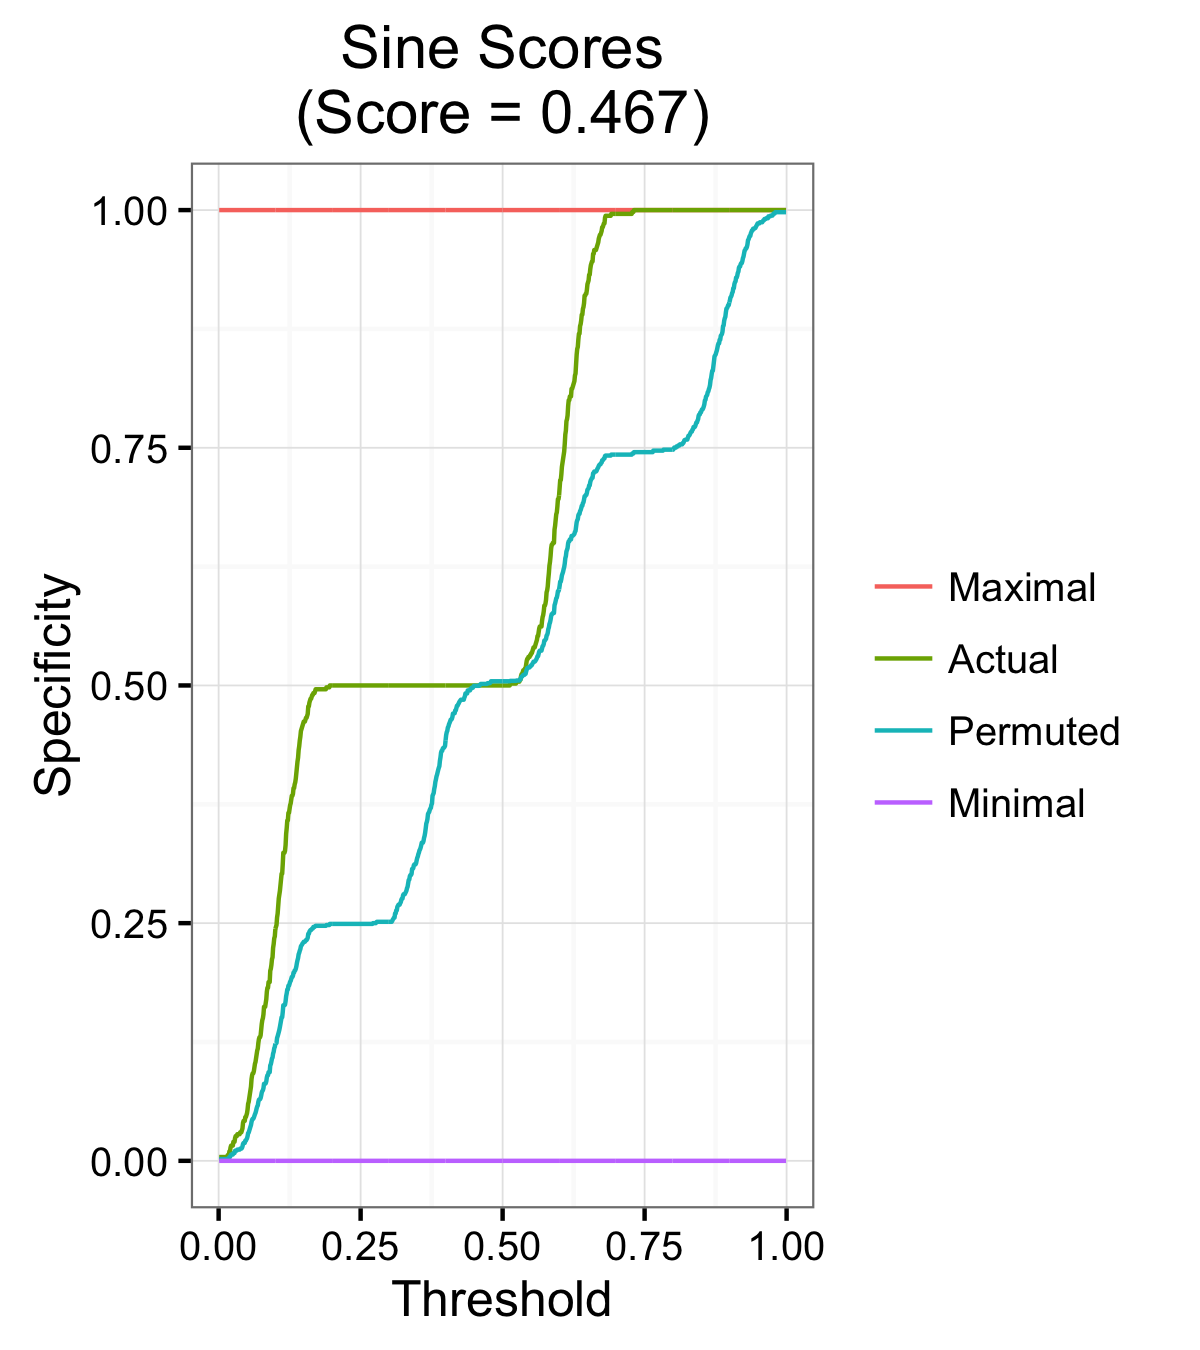 Sine Scores
(Score = 0.467)
1.00
0.75
0.50
0.25
0.00
Specificity
0.00 0.25 0.50 0.75 1.00
Threshold
Maximal
Actual
Permuted
Minimal